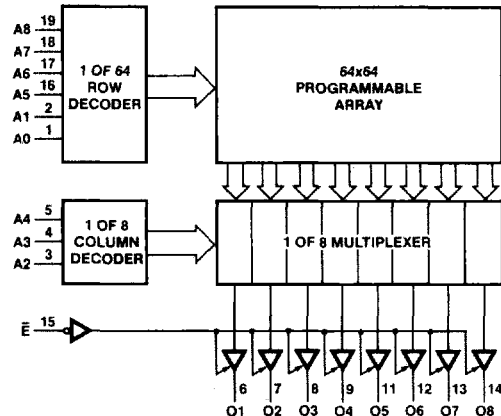 A8 19
A7 18
A6 17
A5 16
A1 2
A0 1
1 OF 64
ROW
DECODER
64x64
PROGRAMMABLE
ARRAY
A4 5
A3 4
A2 3
1 OF 8
COLUMN
DECODER
1 OF 8 MULTIPLEXER
E̅ 15
6 7 8 9 11 12 13 14
O1 O2 O3 O4 O5 O6 O7 O8